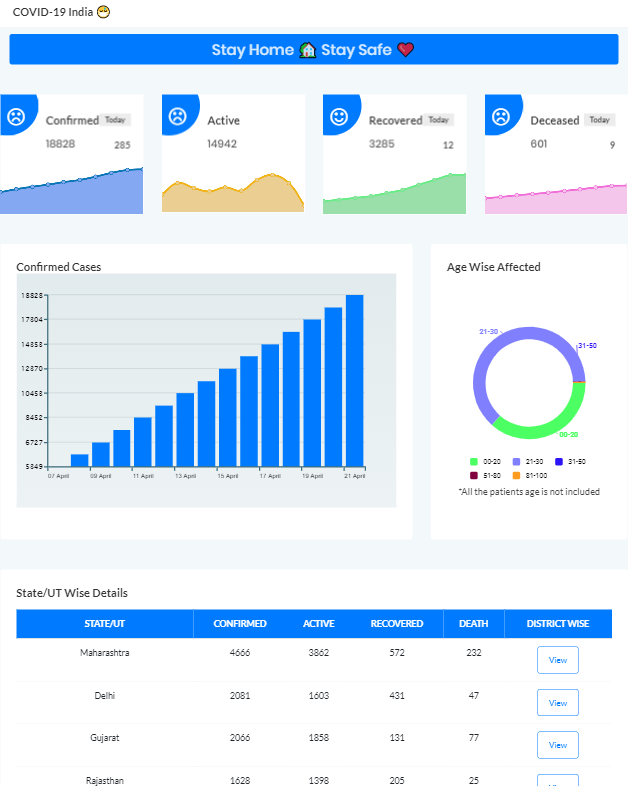 COVID-19 India 😷
Stay Home 🏠 Stay Safe ❤️
Confirmed Today
18828 285
Active
14942
Recovered Today
3285 12
Deceased Today
601 9
Confirmed Cases
18828
17804
14858
12870
10458
8452
6727
5849
07 April 09 April 11 April 13 April 15 April 17 April 19 April 21 April
Age Wise Affected
21-30
31-50
00-20
00-20 21-30 31-50
51-80 81-100
*All the patients age is not included
State/UT Wise Details
STATE/UT CONFIRMED ACTIVE RECOVERED DEATH DISTRICT WISE
Maharashtra 4666 3862 572 232 View
Delhi 2081 1603 431 47 View
Gujarat 2066 1858 131 77 View
Rajasthan 1628 1398 205 25